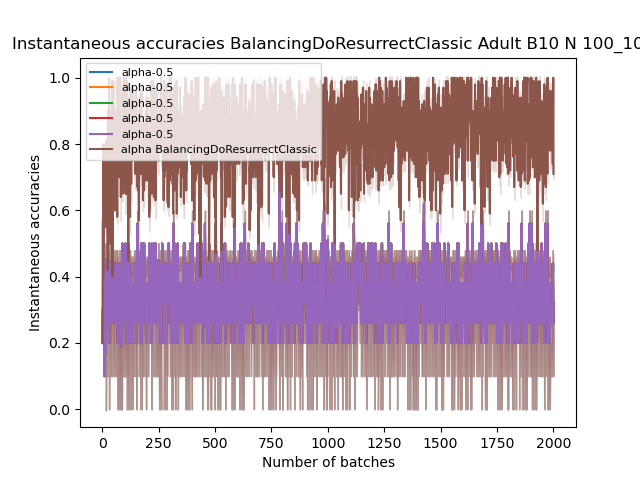 Instantaneous accuracies BalancingDoResurrectClassic Adult B10 N 100_10
alpha-0.5
alpha-0.5
alpha-0.5
alpha-0.5
alpha-0.5
alpha BalancingDoResurrectClassic
Instantaneous accuracies
1.0
0.8
0.6
0.4
0.2
0.0
0 250 500 750 1000 1250 1500 1750 2000
Number of batches